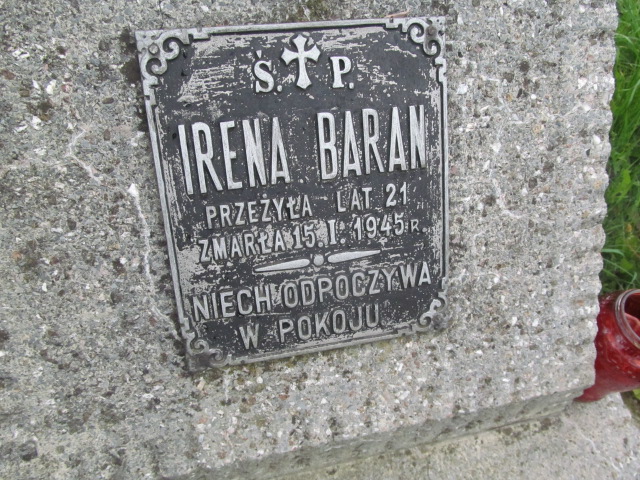 Ś. P.
IRENA BARAN
PRZEŻYŁA LAT 21
ZMARŁA 15. I. 1945 R.
NIECH ODPOCZYWA
W POKOJU